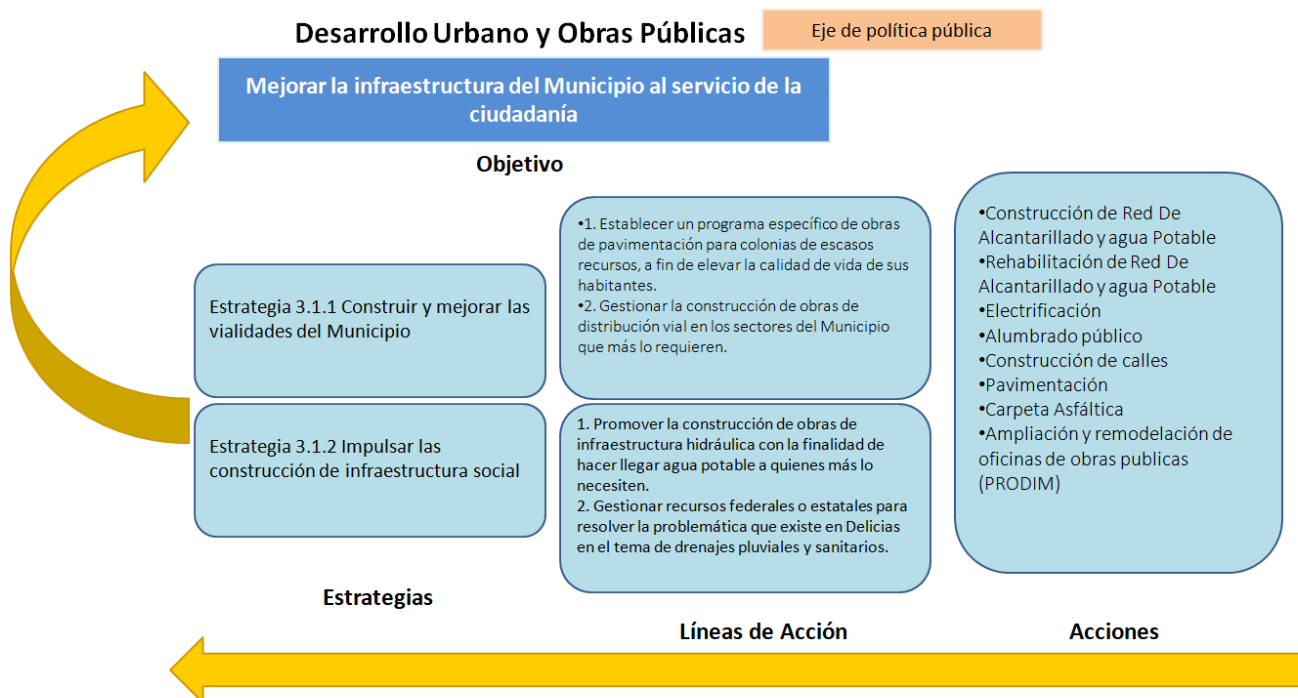 Desarrollo Urbano y Obras Públicas
Eje de política pública
Mejorar la infraestructura del Municipio al servicio de la
ciudadanía
Objetivo
Estrategia 3.1.1 Construir y mejorar las
vialidades del Municipio
•1. Establecer un programa específico de obras
de pavimentación para colonias de escasos
recursos, a fin de elevar la calidad de vida de sus
habitantes.
•2. Gestionar la construcción de obras de
distribución vial en los sectores del Municipio
que más lo requieren.
Estrategia 3.1.2 Impulsar las
construcción de infraestructura social
1. Promover la construcción de obras de
infraestructura hidráulica con la finalidad de
hacer llegar agua potable a quienes más lo
necesiten.
2. Gestionar recursos federales o estatales para
resolver la problemática que existe en Delicias
en el tema de drenajes pluviales y sanitarios.
•Construcción de Red De
Alcantarillado y agua Potable
•Rehabilitación de Red De
Alcantarillado y agua Potable
•Electrificación
•Alumbrado público
•Construcción de calles
•Pavimentación
•Carpeta Asfáltica
•Ampliación y remodelación de
oficinas de obras publicas
(PRODIM)
Estrategias
Líneas de Acción
Acciones